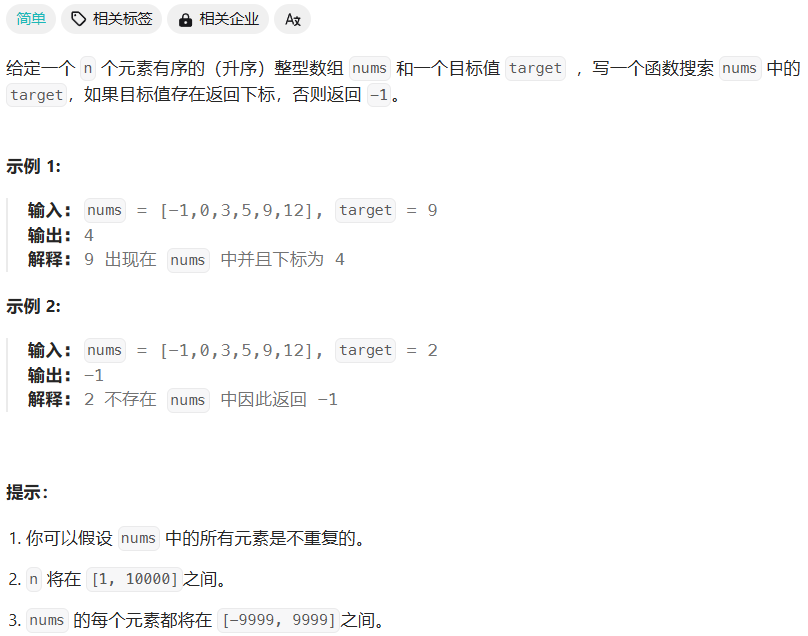 简单 相关标签 相关企业 A文
给定一个 n 个元素有序的（升序）整型数组 nums 和一个目标值 target ，写一个函数搜索 nums 中的
target，如果目标值存在返回下标，否则返回 -1。
示例 1:
输入: nums = [-1,0,3,5,9,12], target = 9
输出: 4
解释: 9 出现在 nums 中并且下标为 4
示例 2:
输入: nums = [-1,0,3,5,9,12], target = 2
输出: -1
解释: 2 不存在 nums 中因此返回 -1
提示：
1. 你可以假设 nums 中的所有元素是不重复的。
2. n 将在 [1, 10000]之间。
3. nums 的每个元素都将在 [-9999, 9999]之间。